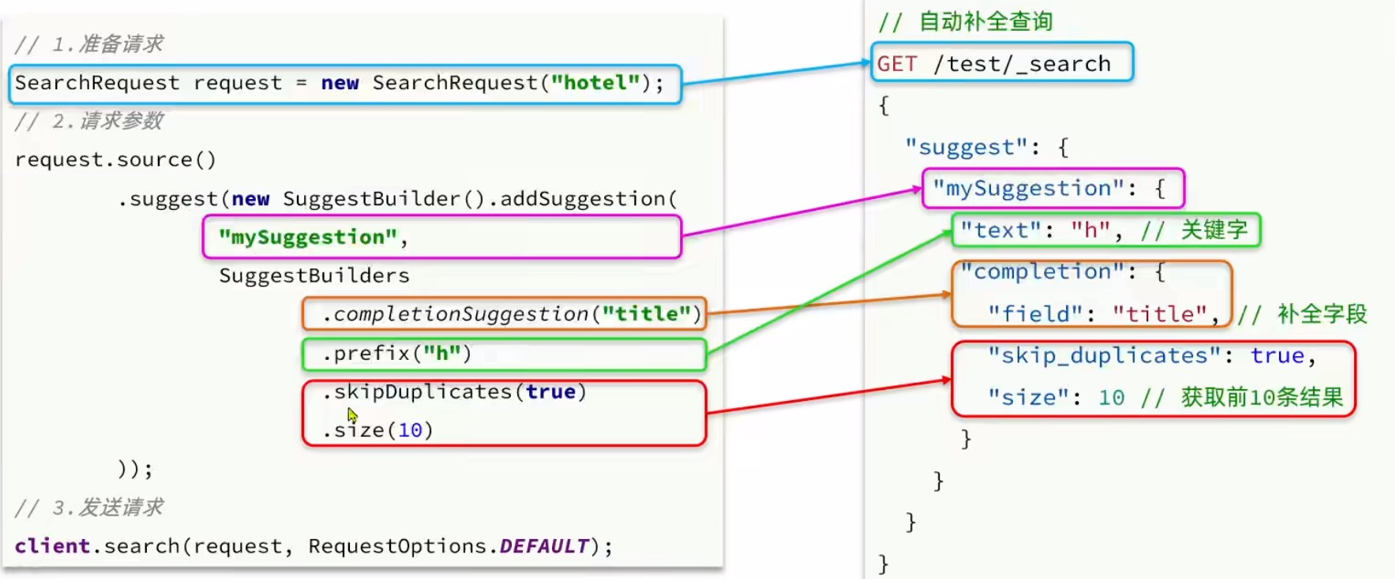 // 1.准备请求
SearchRequest request = new SearchRequest("hotel");
// 2.请求参数
request.source()
.suggest(new SuggestBuilder().addSuggestion(
"mySuggestion",
SuggestBuilders
.completionSuggestion("title")
.prefix("h")
.skipDuplicates(true)
.size(10)
));
// 3.发送请求
client.search(request, RequestOptions.DEFAULT);
// 自动补全查询
GET /test/_search
{
"suggest": {
"mySuggestion": {
"text": "h", // 关键字
"completion": {
"field": "title", // 补全字段
"skip_duplicates": true,
"size": 10 // 获取前10条结果
}
}
}
}